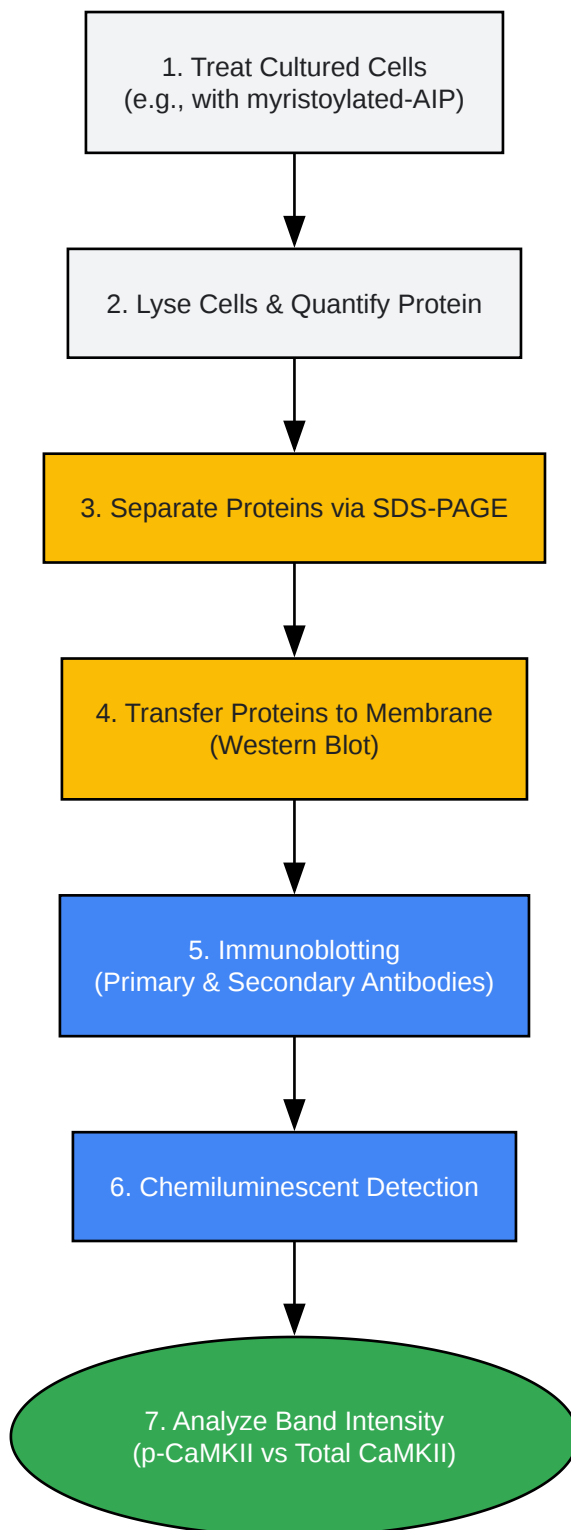 1. Treat Cultured Cells
(e.g., with myristoylated-AIP)
2. Lyse Cells & Quantify Protein
3. Separate Proteins via SDS-PAGE
4. Transfer Proteins to Membrane
(Western Blot)
5. Immunoblotting
(Primary & Secondary Antibodies)
6. Chemiluminescent Detection
7. Analyze Band Intensity
(p-CaMKII vs Total CaMKII)